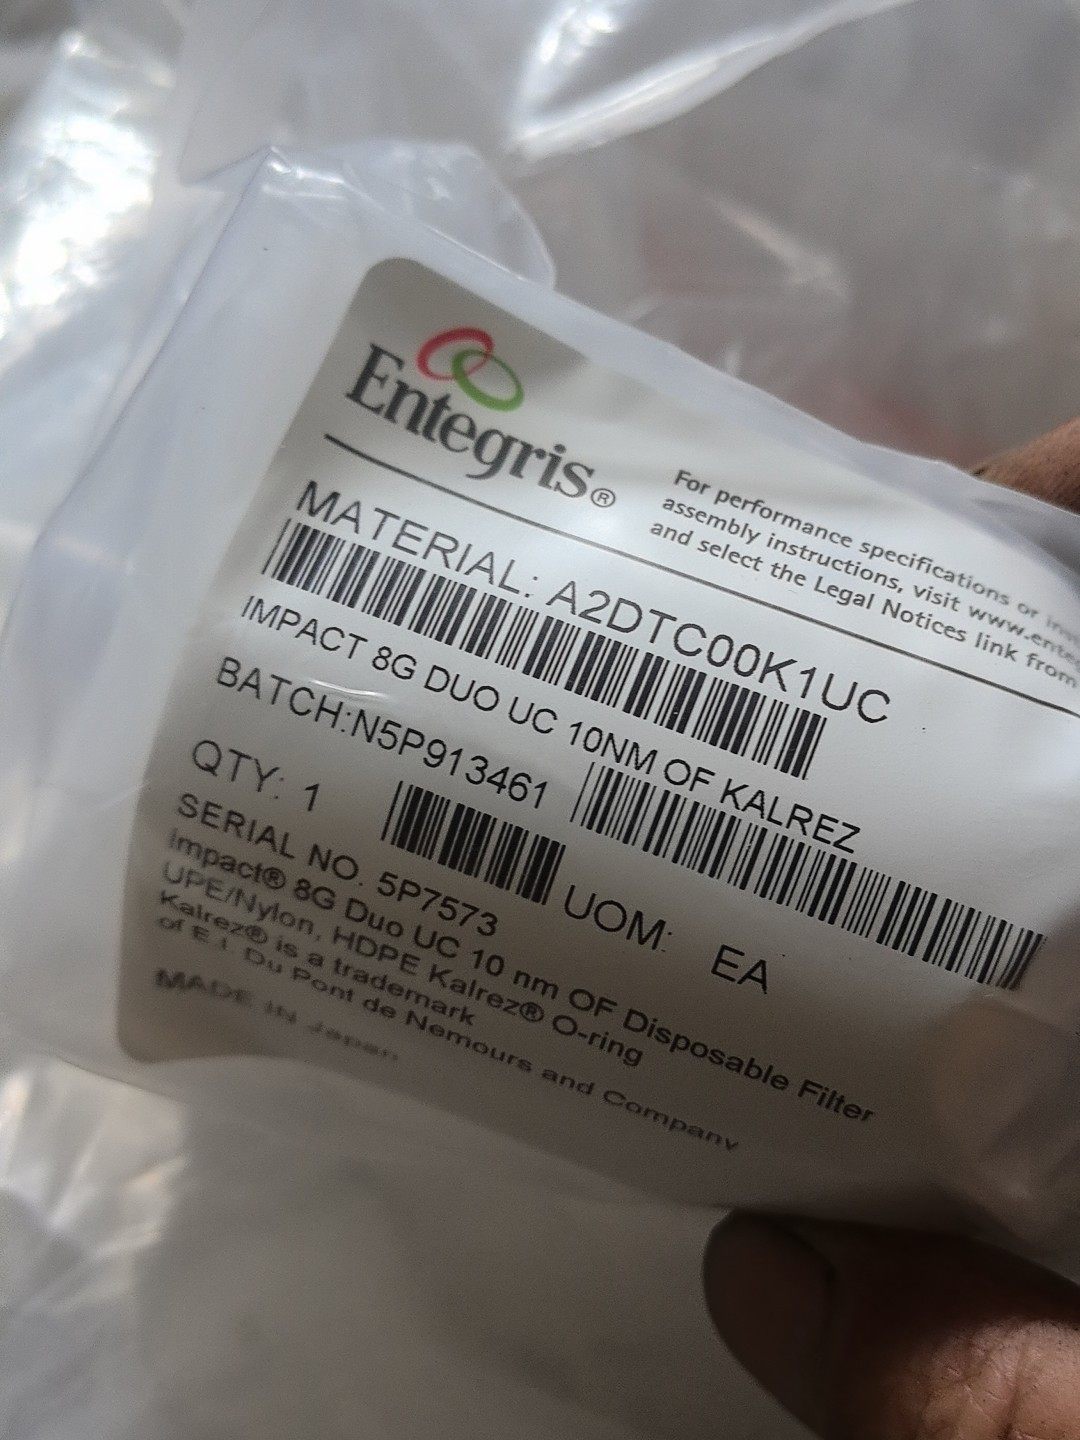 Entegris®
For performance specifications or
assembly instructions, visit
and select the Legal Notices link from
MATERIAL: A2DTC00K1UC
IMPACT 8G DUO UC 10NM OF KALREZ
BATCH:N5P913461
QTY: 1
UOM: EA
SERIAL NO. 5P7573
Impact® 8G Duo UC 10 nm OF Disposable Filter
UPE/Nylon, HDPE Kalrez® O-ring
Kalrez® is a trademark
of E.I. Du Pont de Nemours and Company
MADE IN Japan